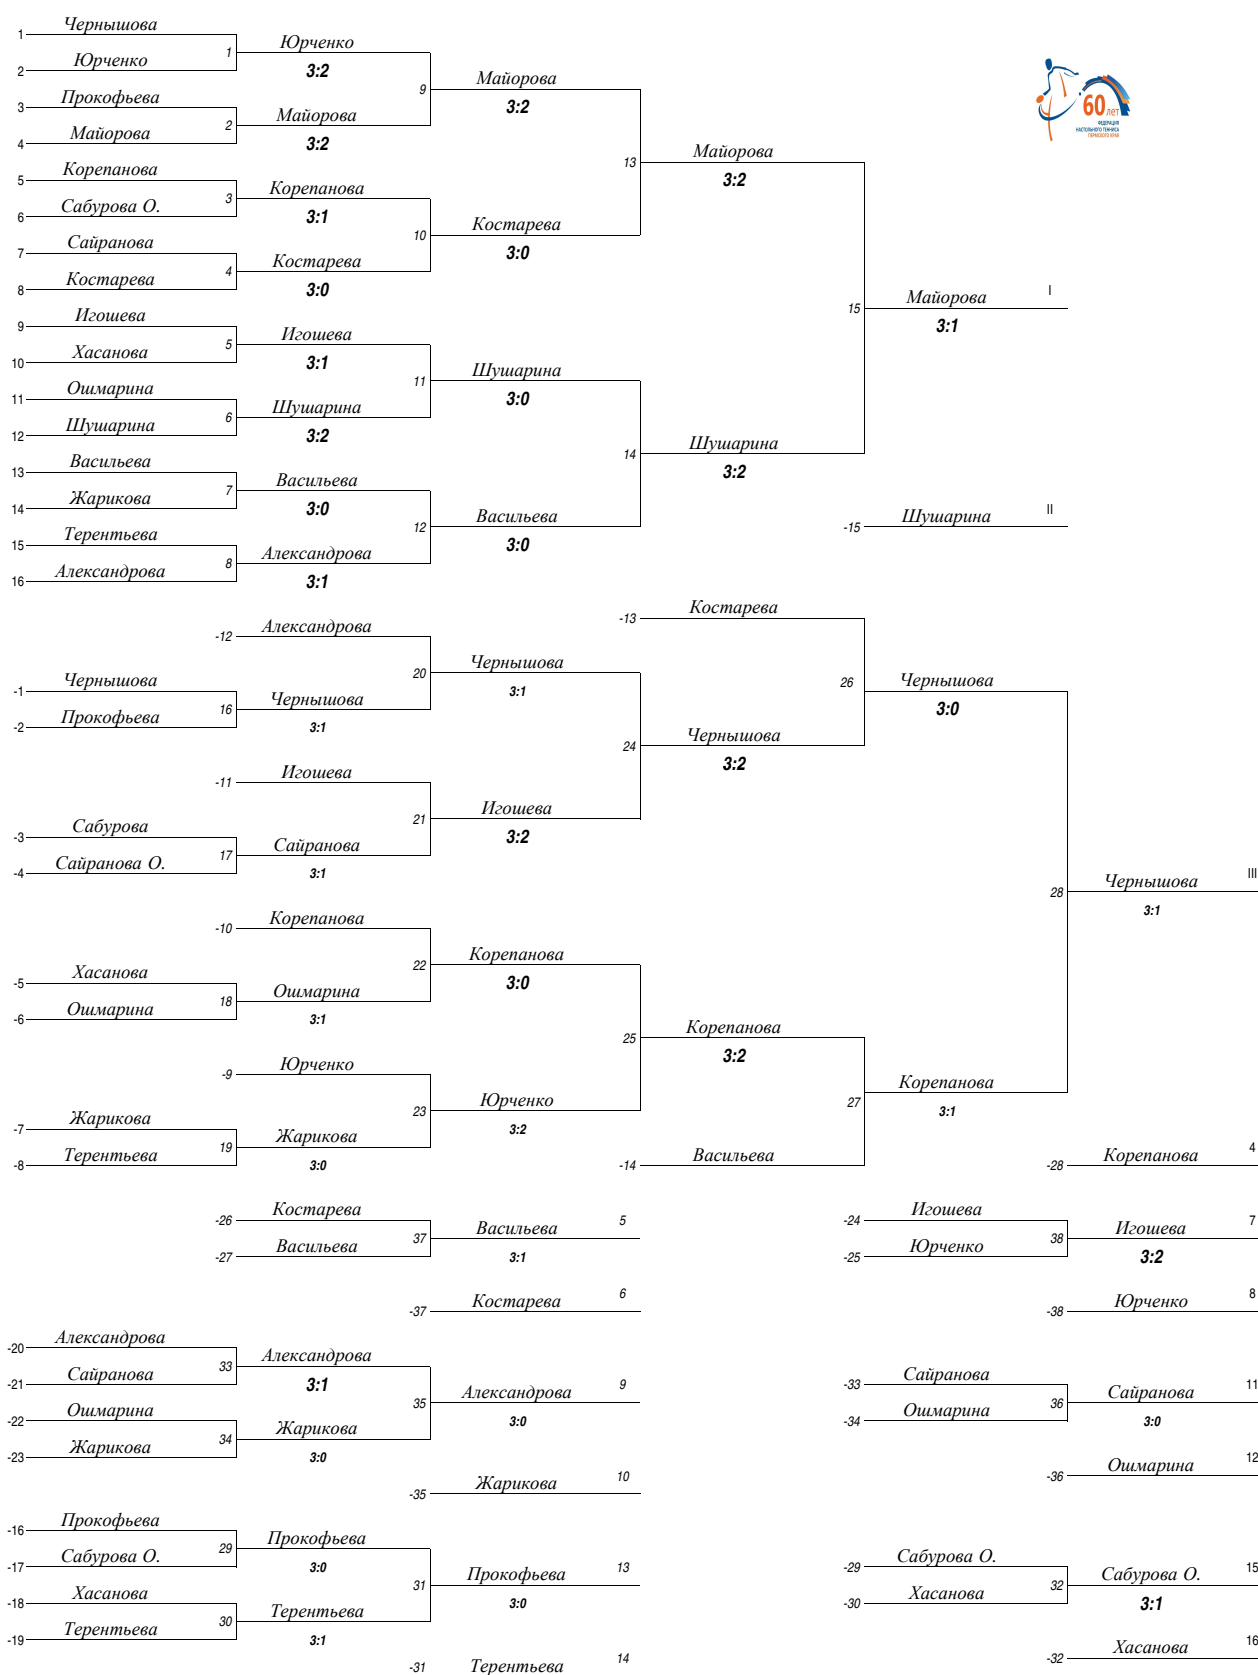 Чернышова
1
Юрченко
1
Юрченко
2
3:2
Прокофьева
3
9
Майорова
3:2
Майорова
4
2
Майорова
3:2
60 лет
ФЕДЕРАЦИЯ
НАСТОЛЬНОГО ТЕННИСА
ПЕРМСКОГО КРАЯ
13
Майорова
3:2
Корепанова
5
Сабурова О.
6
3
Корепанова
3:1
10
Костарева
3:0
Сайранова
7
Костарева
8
4
Костарева
3:0
15
Майорова
I
3:1
Игошева
9
Хасанова
10
5
Игошева
3:1
11
Шушарина
3:0
Ошмарина
11
Шушарина
12
6
Шушарина
3:2
14
Шушарина
3:2
Васильева
13
Жарикова
14
7
Васильева
3:0
12
Васильева
3:0
-15
Шушарина
II
Терентьева
15
Александрова
16
8
Александрова
3:1
-12
Александрова
-13
Костарева
20
Чернышова
3:1
26
Чернышова
3:0
-1
Чернышова
-2
Прокофьева
16
Чернышова
3:1
24
Чернышова
3:2
-11
Игошева
21
Игошева
3:2
-3
Сабурова
-4
Сайранова О.
17
Сайранова
3:1
28
Чернышова
III
3:1
-10
Корепанова
22
Корепанова
3:0
-5
Хасанова
-6
Ошмарина
18
Ошмарина
3:1
25
Корепанова
3:2
-9
Юрченко
23
Юрченко
3:2
27
Корепанова
3:1
-7
Жарикова
-8
Терентьева
19
Жарикова
3:0
-14
Васильева
-28
Корепанова
4
-26
Костарева
-27
Васильева
37
Васильева
5
3:1
-24
Игошева
-25
Юрченко
38
Игошева
7
3:2
-37
Костарева
6
-38
Юрченко
8
-20
Александрова
-21
Сайранова
33
Александрова
3:1
35
Александрова
9
3:0
-22
Ошмарина
-23
Жарикова
34
Жарикова
3:0
-33
Сайранова
-34
Ошмарина
36
Сайранова
11
3:0
-35
Жарикова
10
-36
Ошмарина
12
-16
Прокофьева
-17
Сабурова О.
29
Прокофьева
3:0
31
Прокофьева
13
3:0
-18
Хасанова
-19
Терентьева
30
Терентьева
3:1
-29
Сабурова О.
-30
Хасанова
32
Сабурова О.
15
3:1
-31
Терентьева
14
-32
Хасанова
16